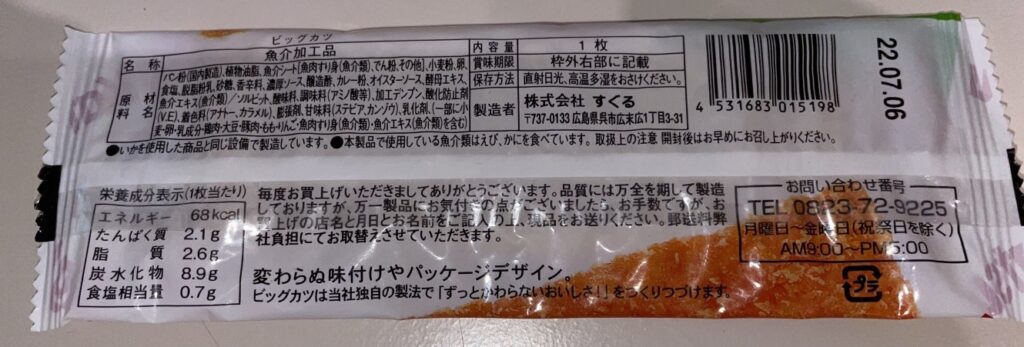 ビッグカツ
名称 魚介加工品
原材料名 パン粉(国内製造)、植物油脂、魚介シート〔魚肉すり身(魚介類)、でん粉、その他〕、小麦粉、卵、
食塩、脱脂粉乳、砂糖、香辛料、濃厚ソース、醸造酢、カレー粉、オイスターソース、酵母エキス、
魚介エキス(魚介類)/ソルビット、酸味料、調味料(アミノ酸等)、加工デンプン、酸化防止剤
(V.E)、着色料(アナトー、カラメル)、膨張剤、甘味料(ステビア、カンゾウ)、乳化剤、(一部に小
麦・卵・乳成分・鶏肉・大豆・豚肉・もも・りんご・魚肉すり身(魚介類)・魚介エキス(魚介類)を含む)
内容量 1枚
賞味期限 枠外右部に記載
保存方法 直射日光、高温多湿をおさけください。
製造者 株式会社 すぐる
〒737-0133 広島県呉市広末広1丁目3-31
4 531683 015198
22.07.06
●いかを使用した商品と同じ設備で製造しています。●本製品で使用している魚介類はえび、かにを食べています。取扱上の注意 開封後はお早めにお召し上がりください。
栄養成分表示(1枚当たり)
エネルギー 68kcal
たんぱく質 2.1g
脂質 2.6g
炭水化物 8.9g
食塩相当量 0.7g
毎度お買上げいただきましてありがとうございます。品質には万全を期して製造
しておりますが、万一製品にお気付きの点がございましたら、お手数ですが、お
買上げの店名と月日とお名前をご記入の上、現品をお送りください。郵送料弊
社負担にてお取替えさせていただきます。
変わらぬ味付けやパッケージデザイン。
ビッグカツは当社独自の製法で「ずっとかわらないおいしさ!」をつくりつづけます。
お問い合わせ番号
TEL 0823-72-9225
月曜日〜金曜日(祝祭日を除く)
AM9:00〜PM5:00
プラ